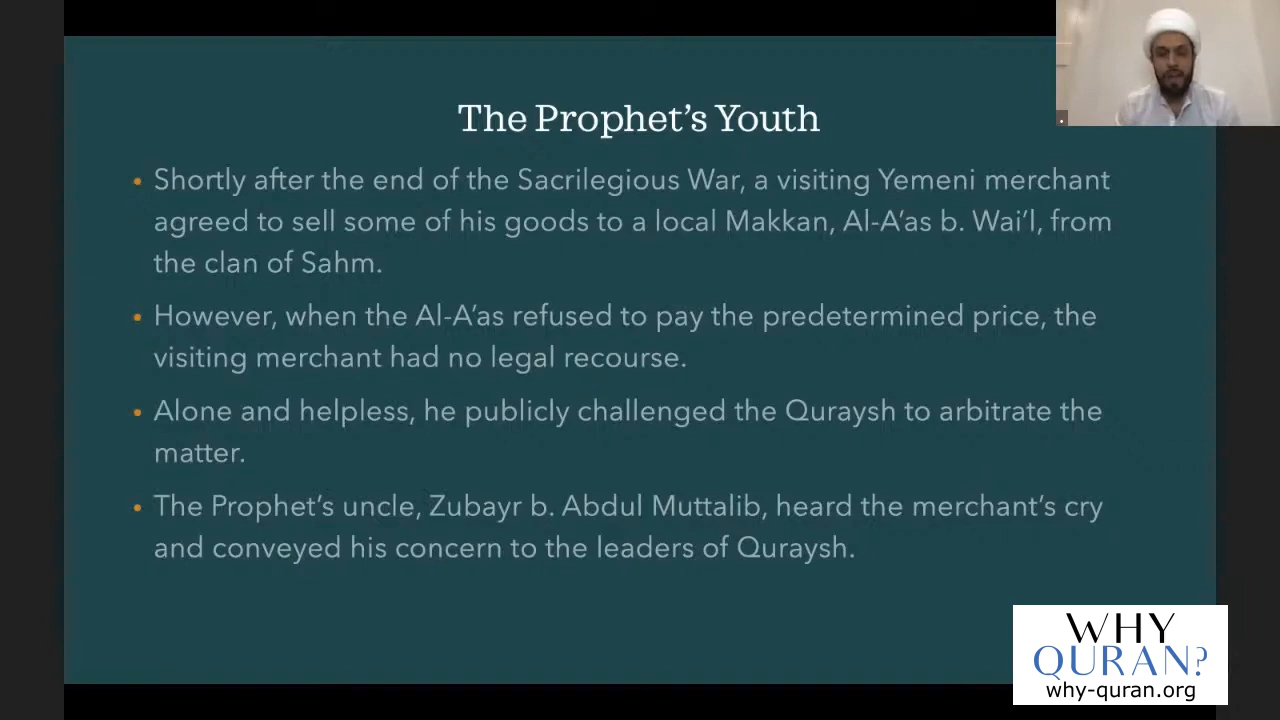 The Prophet’s Youth
• Shortly after the end of the Sacrilegious War, a visiting Yemeni merchant
agreed to sell some of his goods to a local Makkan, Al-A’as b. Wai’l, from
the clan of Sahm.
• However, when the Al-A’as refused to pay the predetermined price, the
visiting merchant had no legal recourse.
• Alone and helpless, he publicly challenged the Quraysh to arbitrate the
matter.
• The Prophet’s uncle, Zubayr b. Abdul Muttalib, heard the merchant’s cry
and conveyed his concern to the leaders of Quraysh.
WHY
QURAN?
why-quran.org